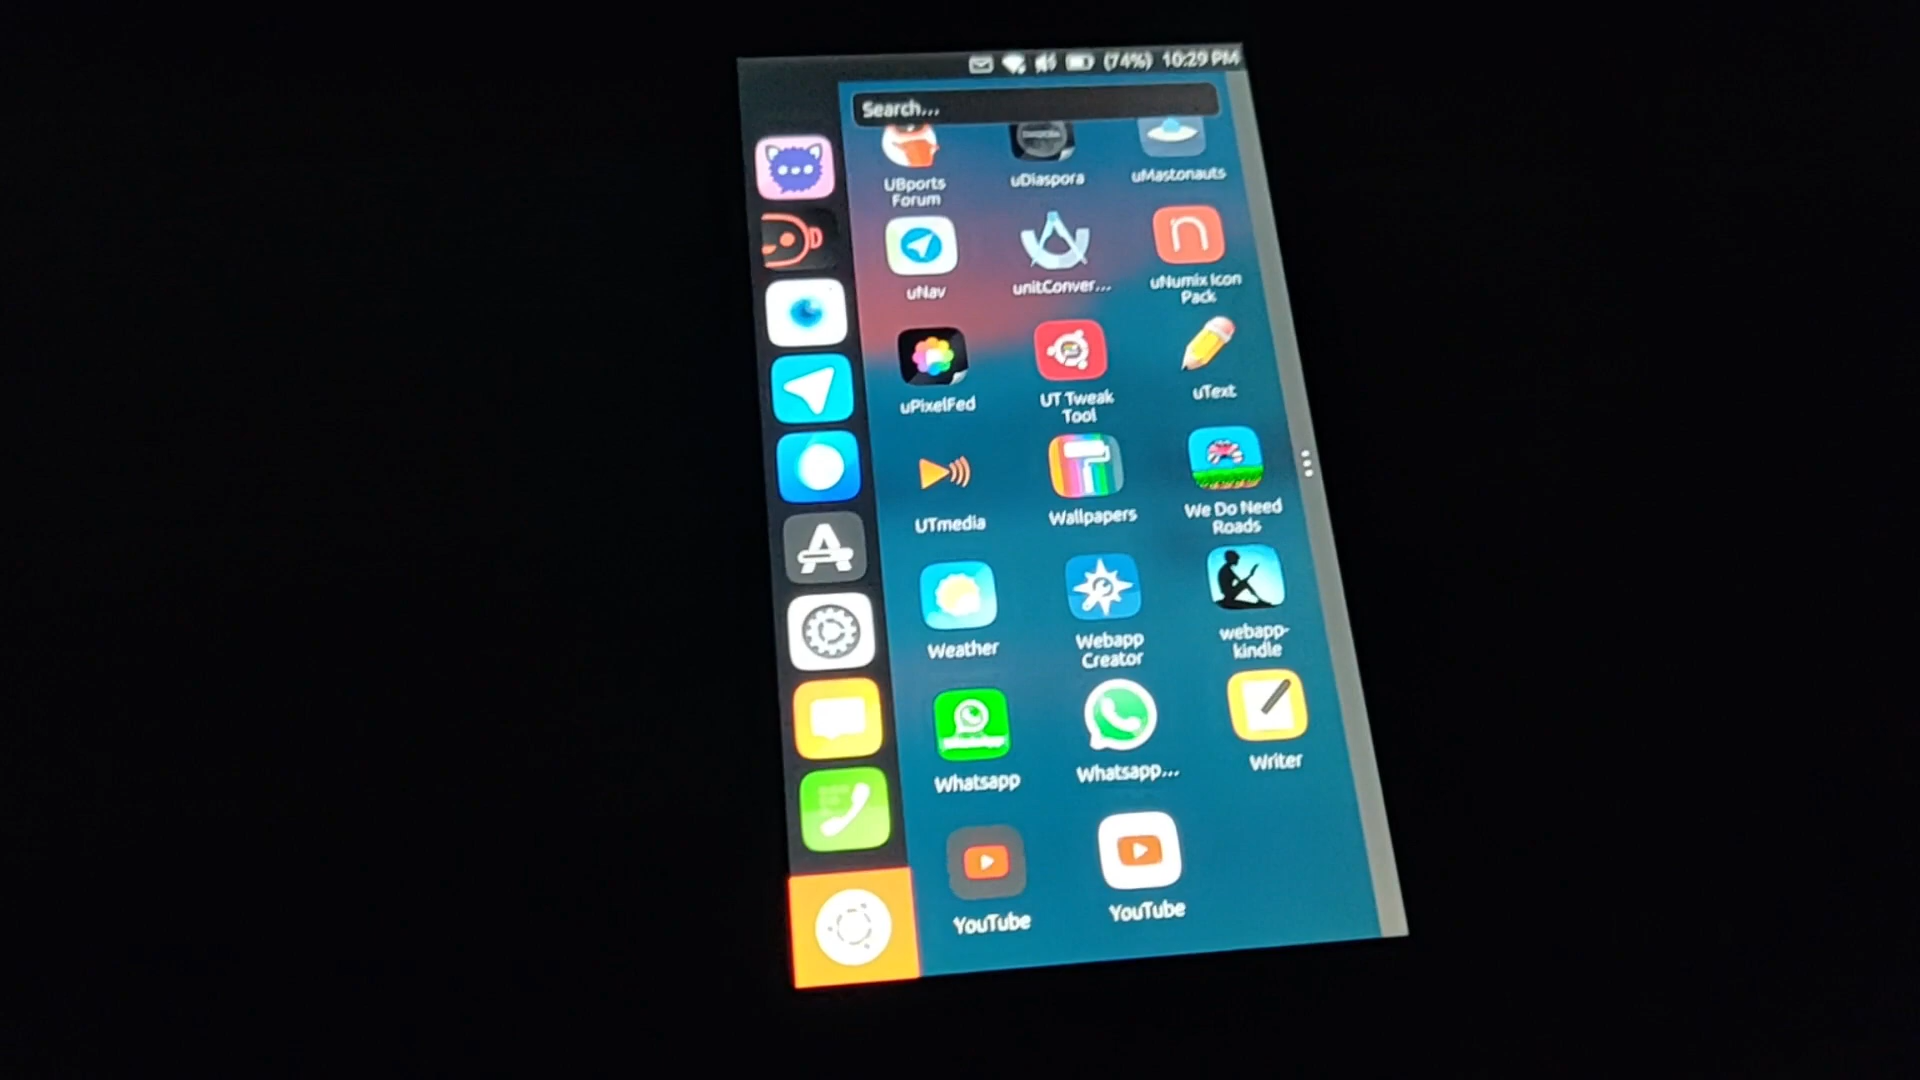 (74%) 10:29 PM
Search...
UBports
Forum
uDiaspora
uMastonauts
uNav
unitConver...
uNumix Icon
Pack
uPixelFed
UT Tweak
Tool
uText
UTmedia
Wallpapers
We Do Need
Roads
Weather
Webapp
Creator
webapp-
kindle
Whatsapp
Whatsapp...
Writer
YouTube
YouTube